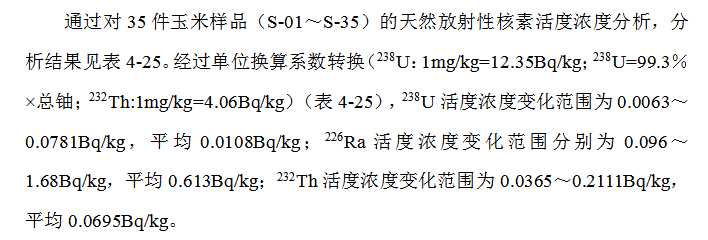 通过对 35 件玉米样品（S-01～S-35）的天然放射性核素活度浓度分析，分
析结果见表 4-25。经过单位换算系数转换（²³⁸U：1mg/kg=12.35Bq/kg；²³⁸U=99.3%
×总铀；²³²Th:1mg/kg=4.06Bq/kg）（表 4-25），²³⁸U 活度浓度变化范围为 0.0063～
0.0781Bq/kg，平均 0.0108Bq/kg；²²⁶Ra 活度浓度变化范围分别为 0.096～
1.68Bq/kg，平均 0.613Bq/kg；²³²Th 活度浓度变化范围为 0.0365～0.2111Bq/kg，
平均 0.0695Bq/kg。